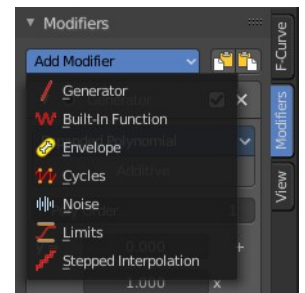 Modifiers
Add Modifier
Generator
Built-In Function
Envelope
Cycles
Noise
Limits
Stepped Interpolation
Additive
0.000
+
1.000
x
F-Curve
Modifiers
View